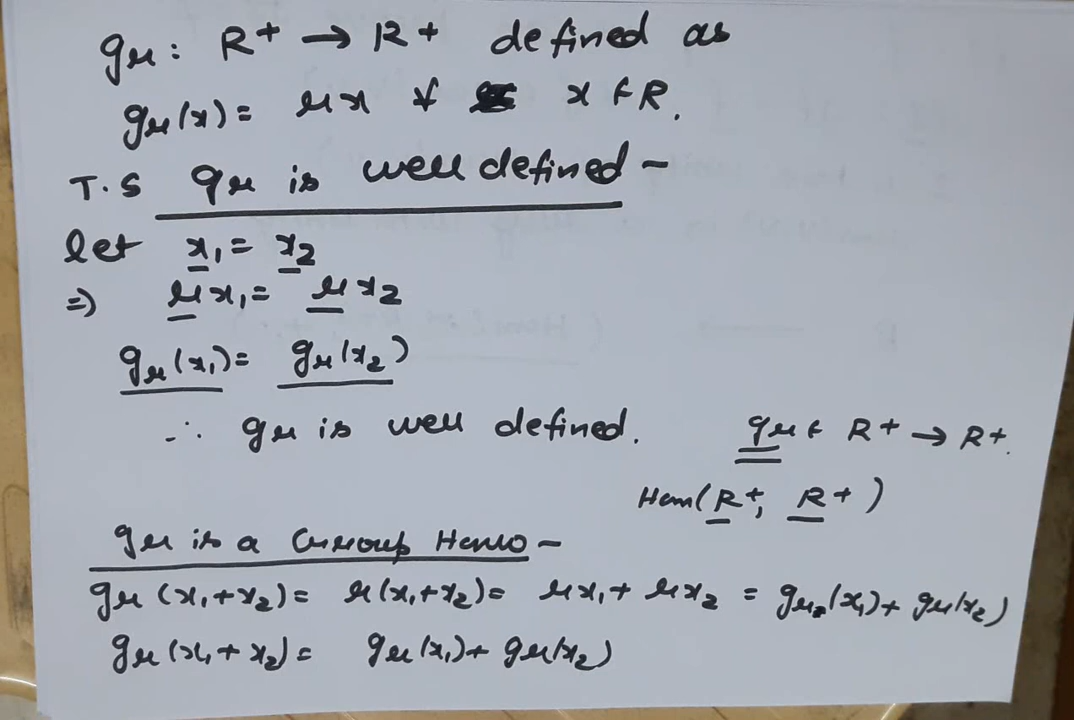 gr : R+ → R+ defined as
gr(x) = rx ∀ x ∈ R.
T.S gr is well defined -
let x₁ = x₂
⇒) rx₁ = rx₂
gr(x₁) = gr(x₂)
∴ gr is well defined.
gr ∈ R+ → R+.
Hom(R+, R+)
gr is a Group Homo -
gr(x₁+x₂) = r(x₁+x₂) = rx₁ + rx₂ = gr(x₁) + gr(x₂)
gr(x₁+x₂) = gr(x₁) + gr(x₂)